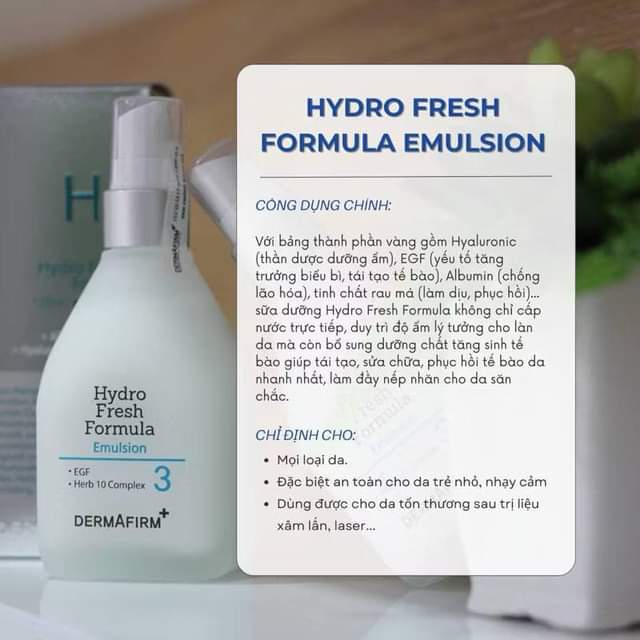 HYDRO FRESH
FORMULA EMULSION
CÔNG DỤNG CHÍNH:
Với bảng thành phần vàng gồm Hyaluronic
(thần dược dưỡng ẩm), EGF (yếu tố tăng
trưởng biểu bì, tái tạo tế bào), Albumin (chống
lão hóa), tinh chất rau má (làm dịu, phục hồi)...
sữa dưỡng Hydro Fresh Formula không chỉ cấp
nước trực tiếp, duy trì độ ẩm lý tưởng cho làn
da mà còn bổ sung dưỡng chất tăng sinh tế
bào giúp tái tạo, sửa chữa, phục hồi tế bào da
nhanh nhất, làm đầy nếp nhăn cho da săn
chắc.
CHỈ ĐỊNH CHO:
• Mọi loại da.
• Đặc biệt an toàn cho da trẻ nhỏ, nhạy cảm
• Dùng được cho da tổn thương sau trị liệu
xâm lấn, laser...
Hydro
Fresh
Formula
Emulsion
• EGF
• Herb 10 Complex 3
DERMAFIRM+
Fresh
Formula